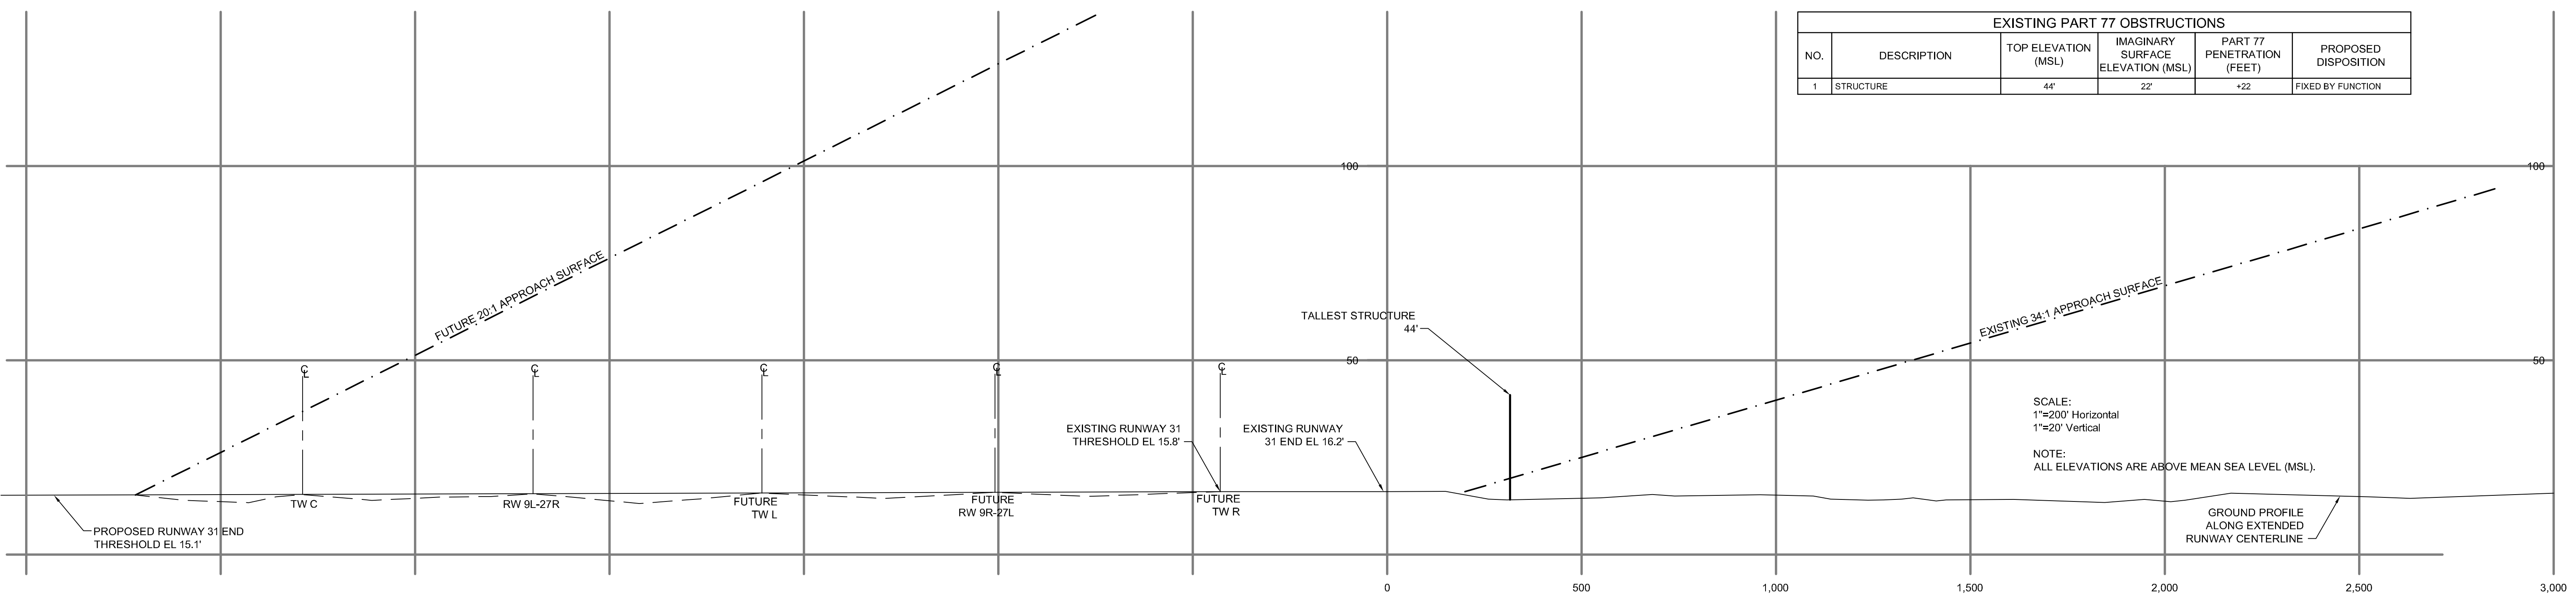 EXISTING PART 77 OBSTRUCTIONS
NO.
DESCRIPTION
TOP ELEVATION
(MSL)
IMAGINARY
SURFACE
ELEVATION (MSL)
PART 77
PENETRATION
(FEET)
PROPOSED
DISPOSITION
1
STRUCTURE
44'
22'
+22
FIXED BY FUNCTION
100
100
FUTURE 20:1 APPROACH SURFACE
EXISTING 34:1 APPROACH SURFACE
TALLEST STRUCTURE
44'
50
50
CL
CL
CL
CL
CL
SCALE:
1"=200' Horizontal
1"=20' Vertical
NOTE:
ALL ELEVATIONS ARE ABOVE MEAN SEA LEVEL (MSL).
EXISTING RUNWAY 31
THRESHOLD EL 15.8'
EXISTING RUNWAY
31 END EL 16.2'
TW C
RW 9L-27R
FUTURE
TW L
FUTURE
RW 9R-27L
FUTURE
TW R
PROPOSED RUNWAY 31 END
THRESHOLD EL 15.1'
GROUND PROFILE
ALONG EXTENDED
RUNWAY CENTERLINE
0
500
1,000
1,500
2,000
2,500
3,000